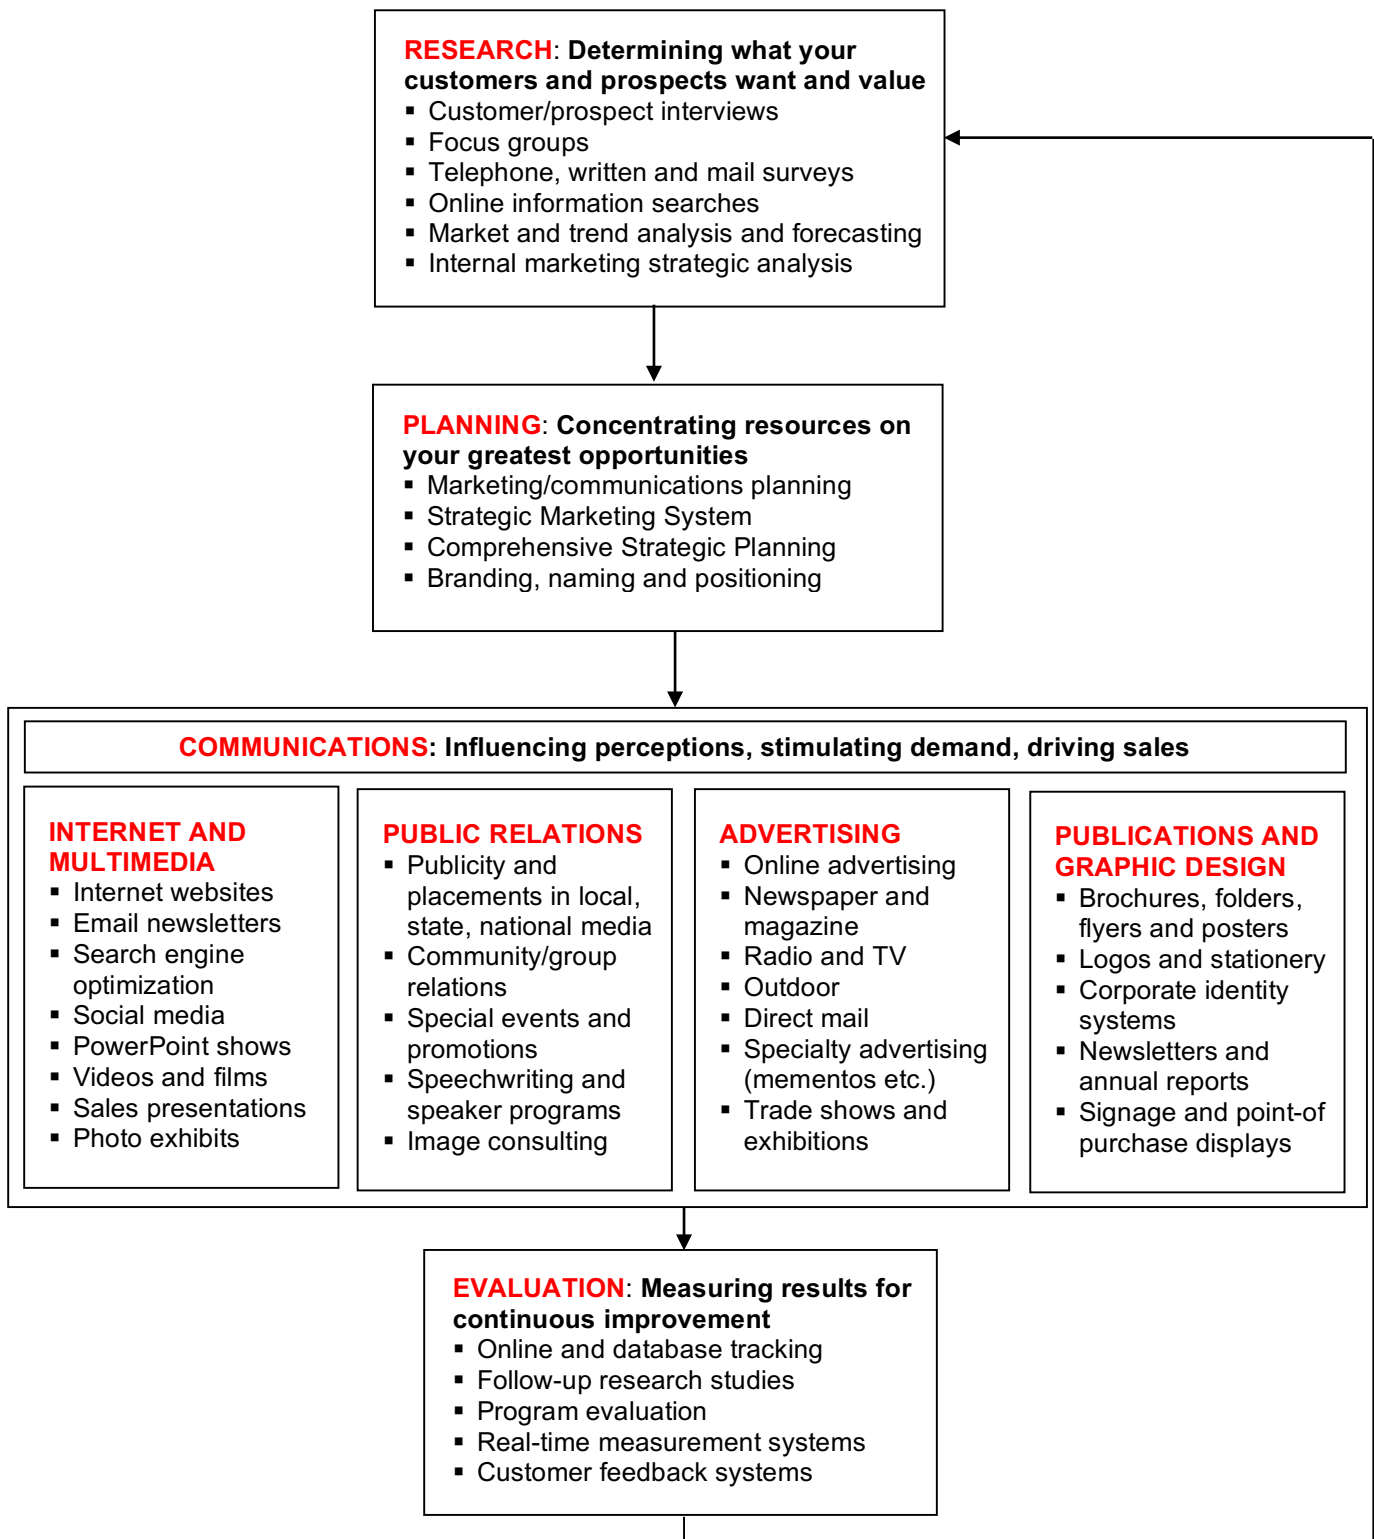 RESEARCH: Determining what your
customers and prospects want and value
▪ Customer/prospect interviews
▪ Focus groups
▪ Telephone, written and mail surveys
▪ Online information searches
▪ Market and trend analysis and forecasting
▪ Internal marketing strategic analysis
PLANNING: Concentrating resources on
your greatest opportunities
▪ Marketing/communications planning
▪ Strategic Marketing System
▪ Comprehensive Strategic Planning
▪ Branding, naming and positioning
COMMUNICATIONS: Influencing perceptions, stimulating demand, driving sales
INTERNET AND
MULTIMEDIA
▪ Internet websites
▪ Email newsletters
▪ Search engine
optimization
▪ Social media
▪ PowerPoint shows
▪ Videos and films
▪ Sales presentations
▪ Photo exhibits
PUBLIC RELATIONS
▪ Publicity and
placements in local,
state, national media
▪ Community/group
relations
▪ Special events and
promotions
▪ Speechwriting and
speaker programs
▪ Image consulting
ADVERTISING
▪ Online advertising
▪ Newspaper and
magazine
▪ Radio and TV
▪ Outdoor
▪ Direct mail
▪ Specialty advertising
(mementos etc.)
▪ Trade shows and
exhibitions
PUBLICATIONS AND
GRAPHIC DESIGN
▪ Brochures, folders,
flyers and posters
▪ Logos and stationery
▪ Corporate identity
systems
▪ Newsletters and
annual reports
▪ Signage and point-of
purchase displays
EVALUATION: Measuring results for
continuous improvement
▪ Online and database tracking
▪ Follow-up research studies
▪ Program evaluation
▪ Real-time measurement systems
▪ Customer feedback systems